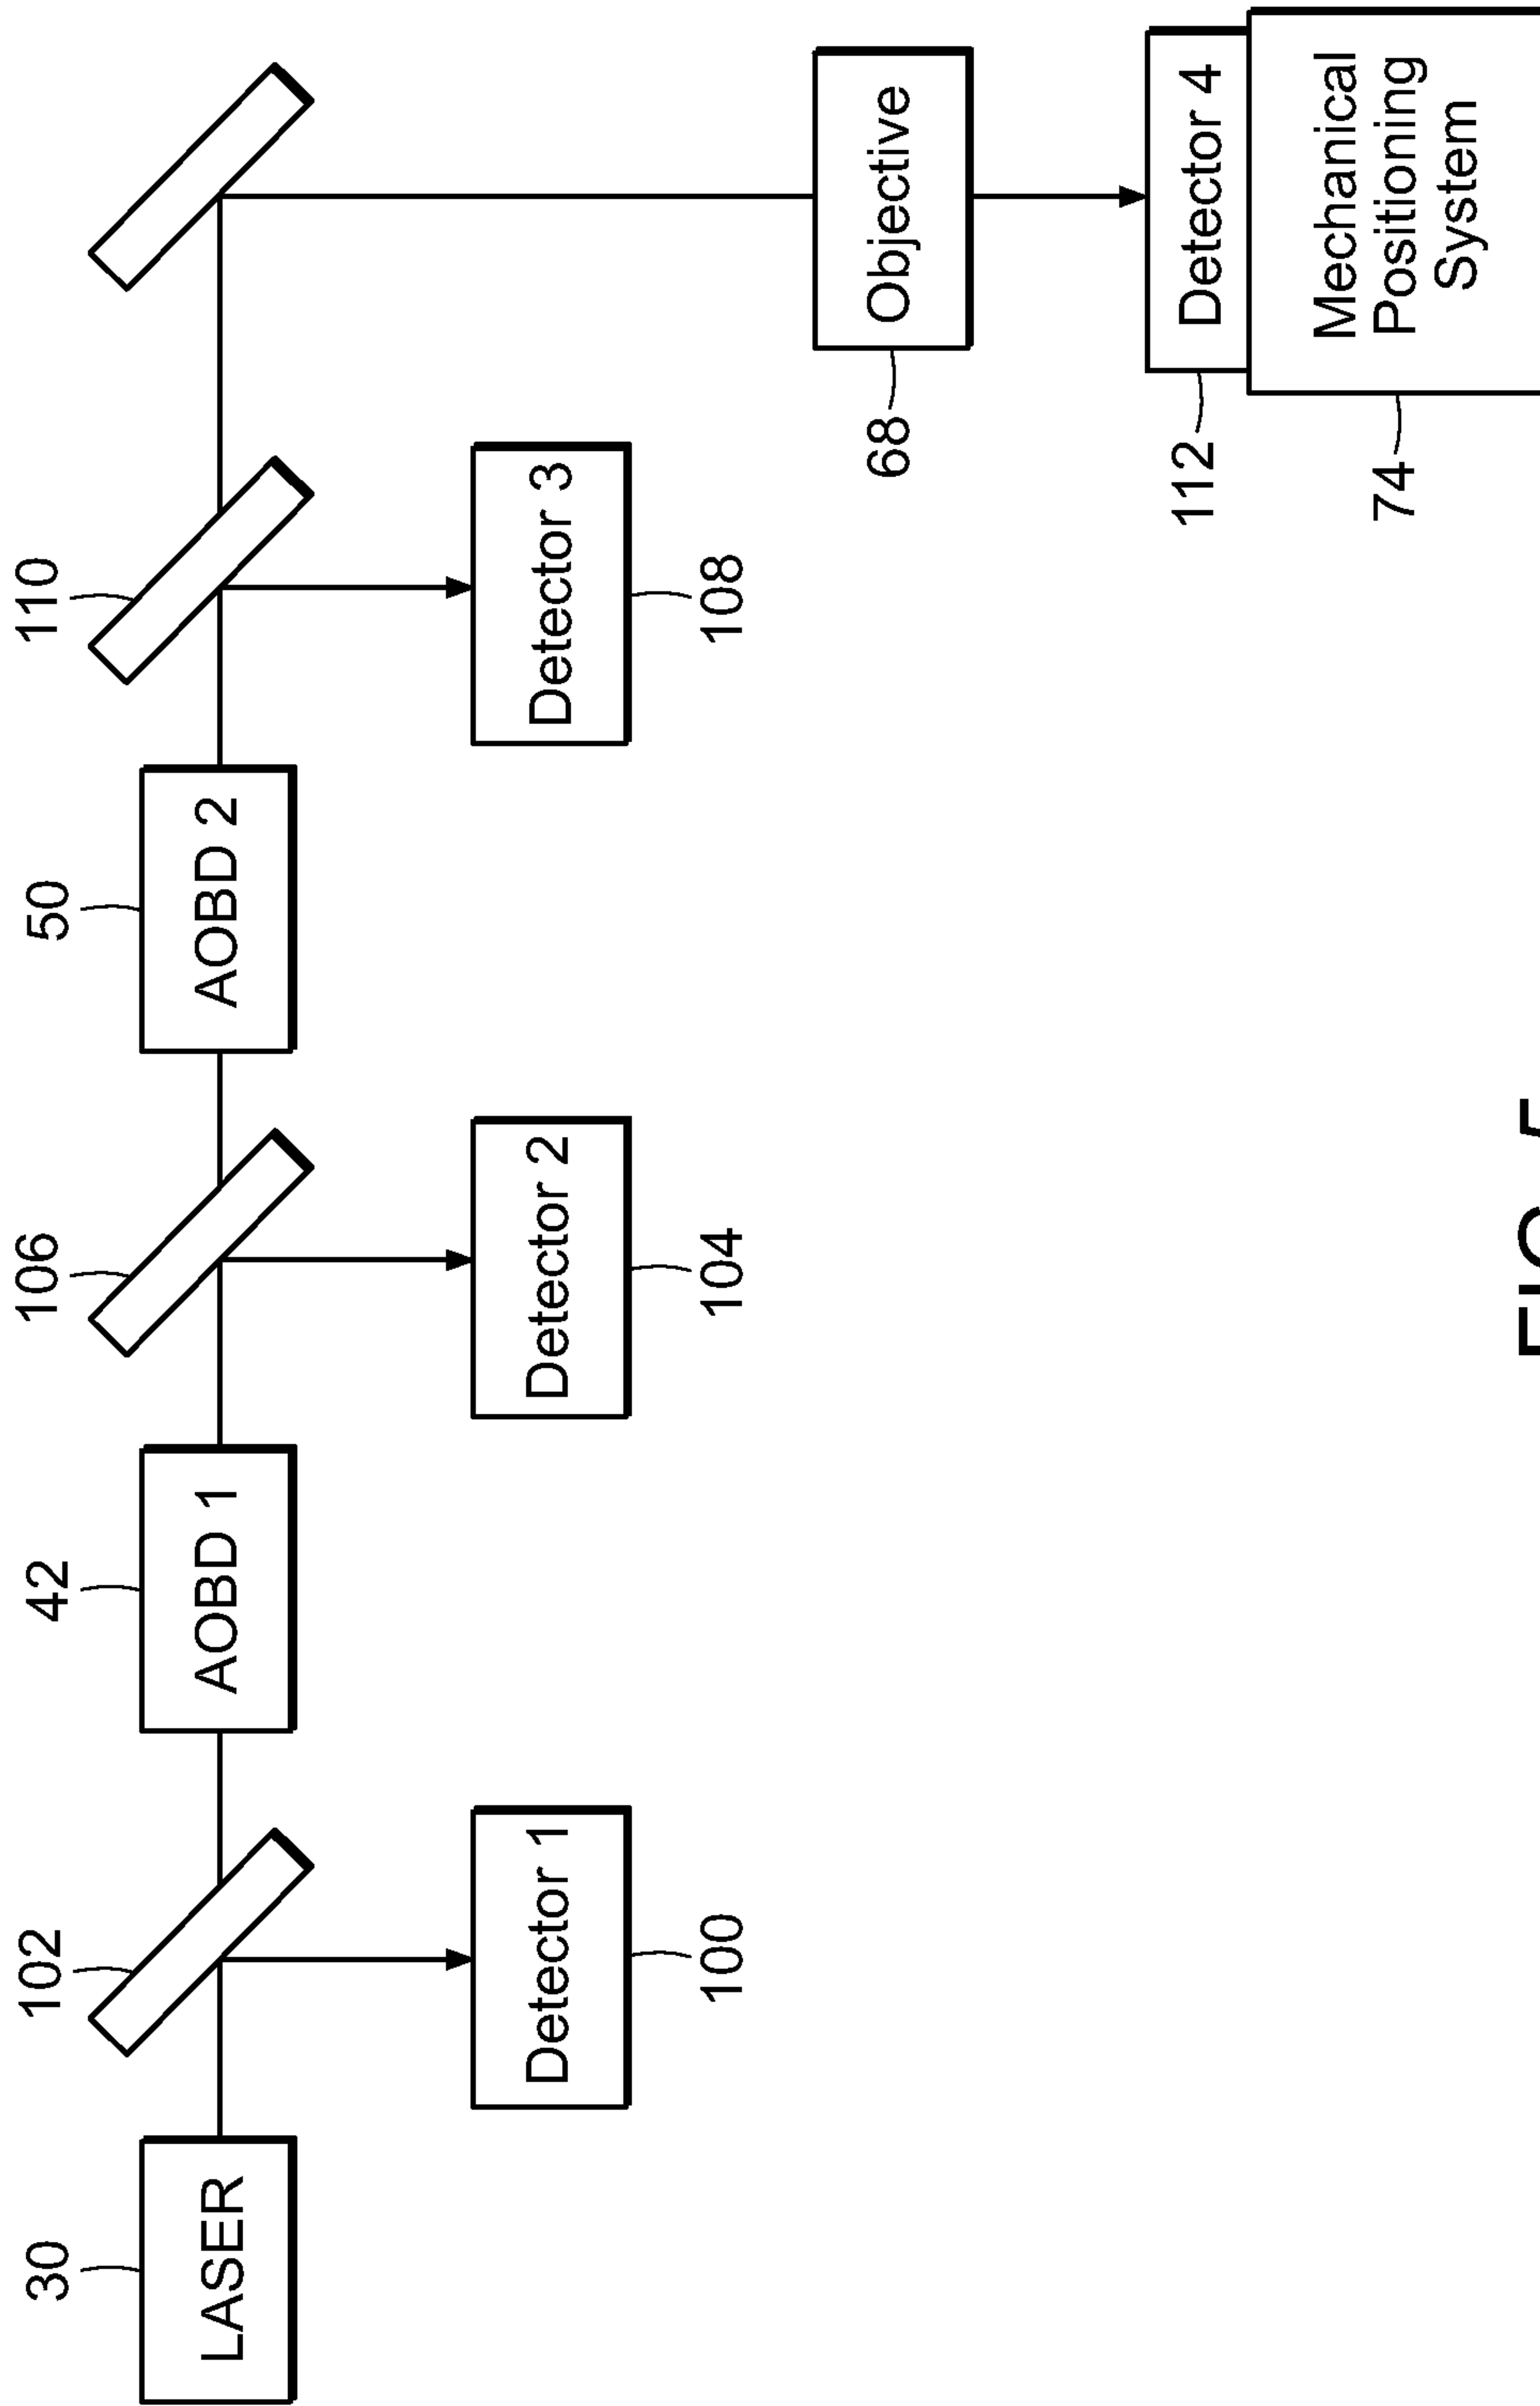 30
102
42
106
50
110
LASER
AOBD 1
AOBD 2
Detector 1
Detector 2
Detector 3
100
104
108
68
Objective
112
Detector 4
74
Mechanical
Positioning
System